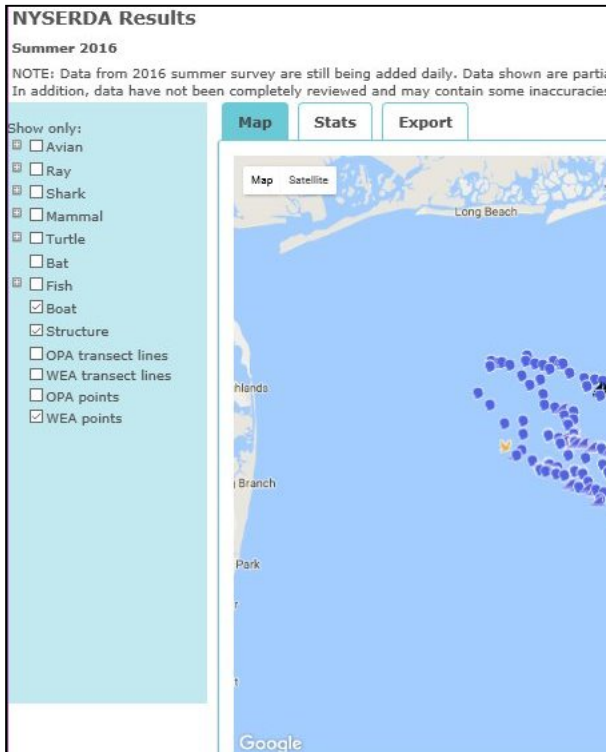 NYSERDA Results
Summer 2016
NOTE: Data from 2016 summer survey are still being added daily. Data shown are partia
In addition, data have not been completely reviewed and may contain some inaccuracies
Show only:
Avian
Ray
Shark
Mammal
Turtle
Bat
Fish
Boat
Structure
OPA transect lines
WEA transect lines
OPA points
WEA points
Map Stats Export
Map Satellite
Long Beach
hlands
Branch
Park
Google